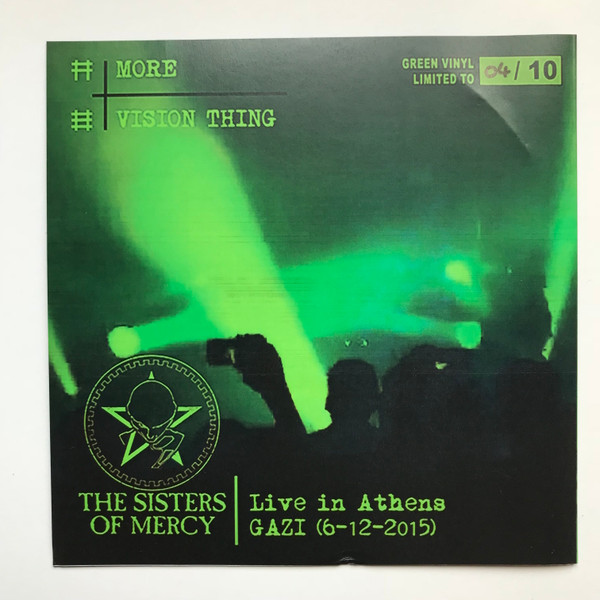 # MORE
# VISION THING
GREEN VINYL
LIMITED TO 04/10
THE SISTERS
OF MERCY
Live in Athens
GAZI (6-12-2015)